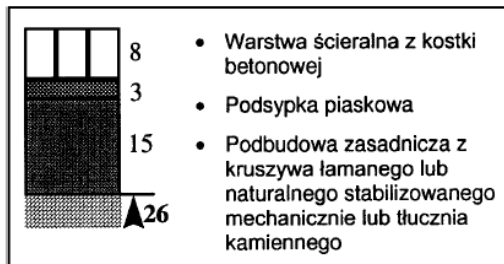 8
3
15
26
• Warstwa ścieralna z kostki
betonowej
• Podsypka piaskowa
• Podbudowa zasadnicza z
kruszywa łamanego lub
naturalnego stabilizowanego
mechanicznie lub tłucznia
kamiennego